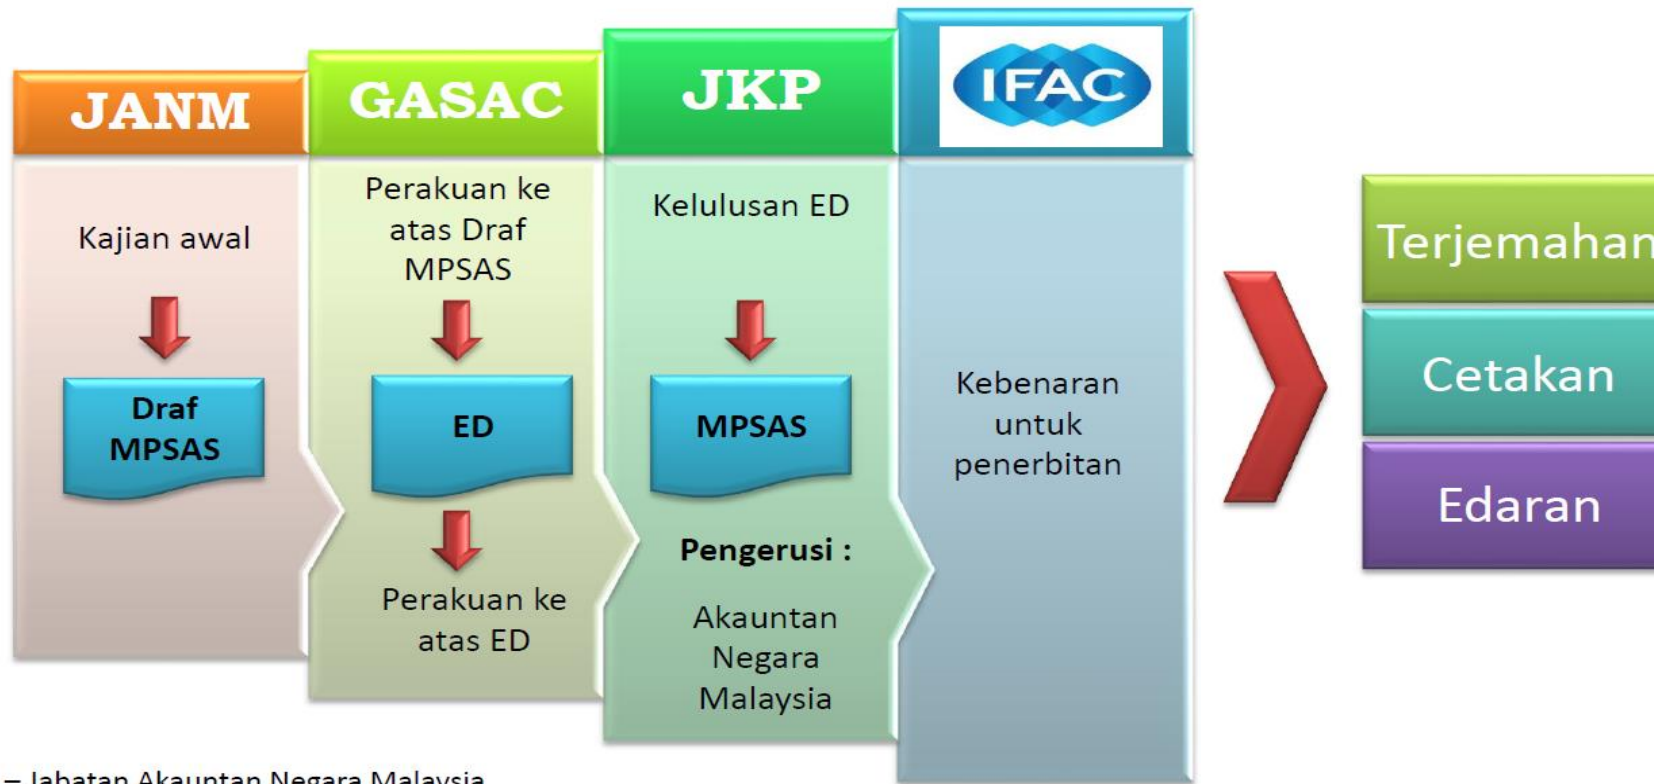 JANM
Kajian awal
Draf
MPSAS
GASAC
Perakuan ke
atas Draf
MPSAS
ED
Perakuan ke
atas ED
JKP
Kelulusan ED
MPSAS
Pengerusi :
Akauntan
Negara
Malaysia
IFAC
Kebenaran
untuk
penerbitan
Terjemahan
Cetakan
Edaran
– Jabatan Akauntan Negara Malaysia